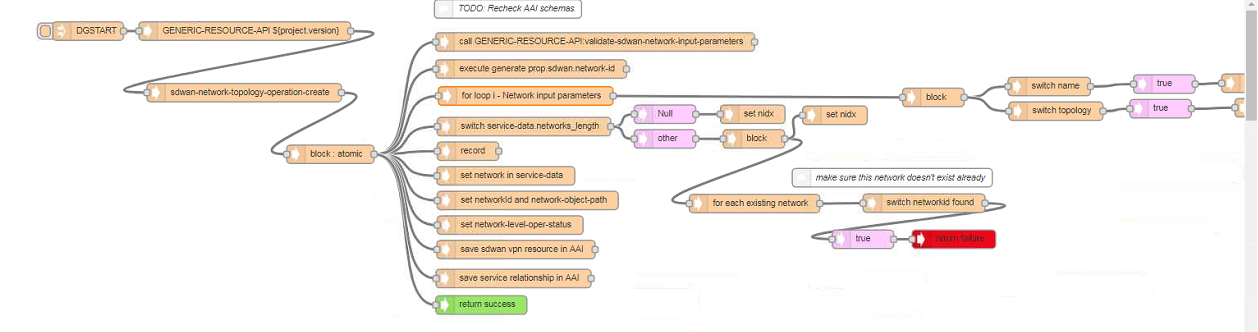 TODO: Recheck AAI schemas
DGSTART
GENERIC-RESOURCE-API ${project.version}
sdwan-network-topology-operation-create
block : atomic
call GENERIC-RESOURCE-API:validate-sdwan-network-input-parameters
execute generate.prop.sdwan.network-id
for loop i - Network input parameters
block
switch name
true
switch topology
true
switch service-data.networks_length
Null
set nidx
other
block
set nidx
record
set network in service-data
make sure this network doesn't exist already
for each existing network
switch networkId found
true
return failure
set networkId and network-object-path
set network-level-oper-status
save sdwan vpn resource in AAI
save service relationship in AAI
return success